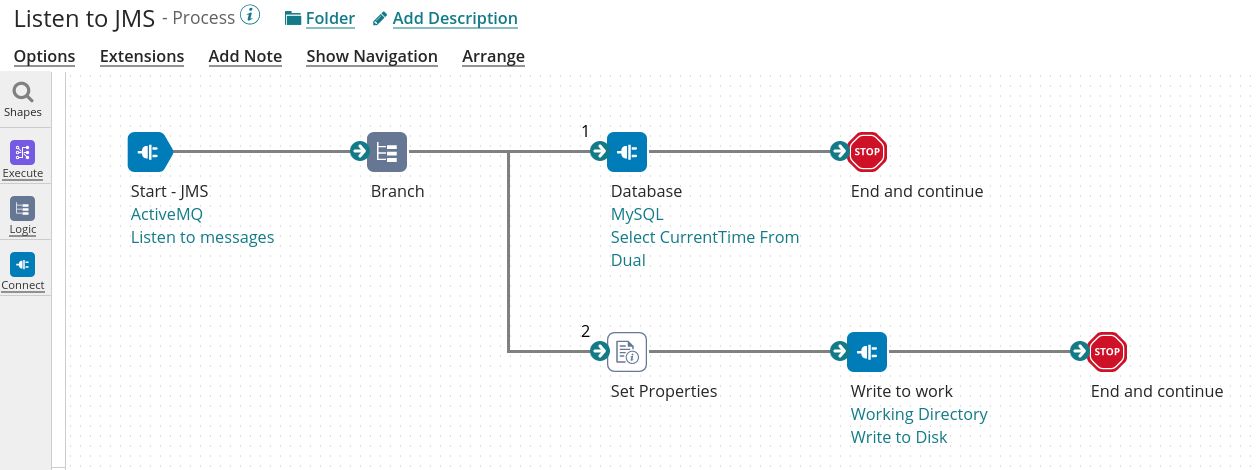 Listen to JMS - Process i Folder Add Description
Options Extensions Add Note Show Navigation Arrange
Shapes
Execute
Logic
Connect
Start - JMS
ActiveMQ
Listen to messages
Branch
1
Database
MySQL
Select CurrentTime From
Dual
STOP
End and continue
2
Set Properties
Write to work
Working Directory
Write to Disk
STOP
End and continue